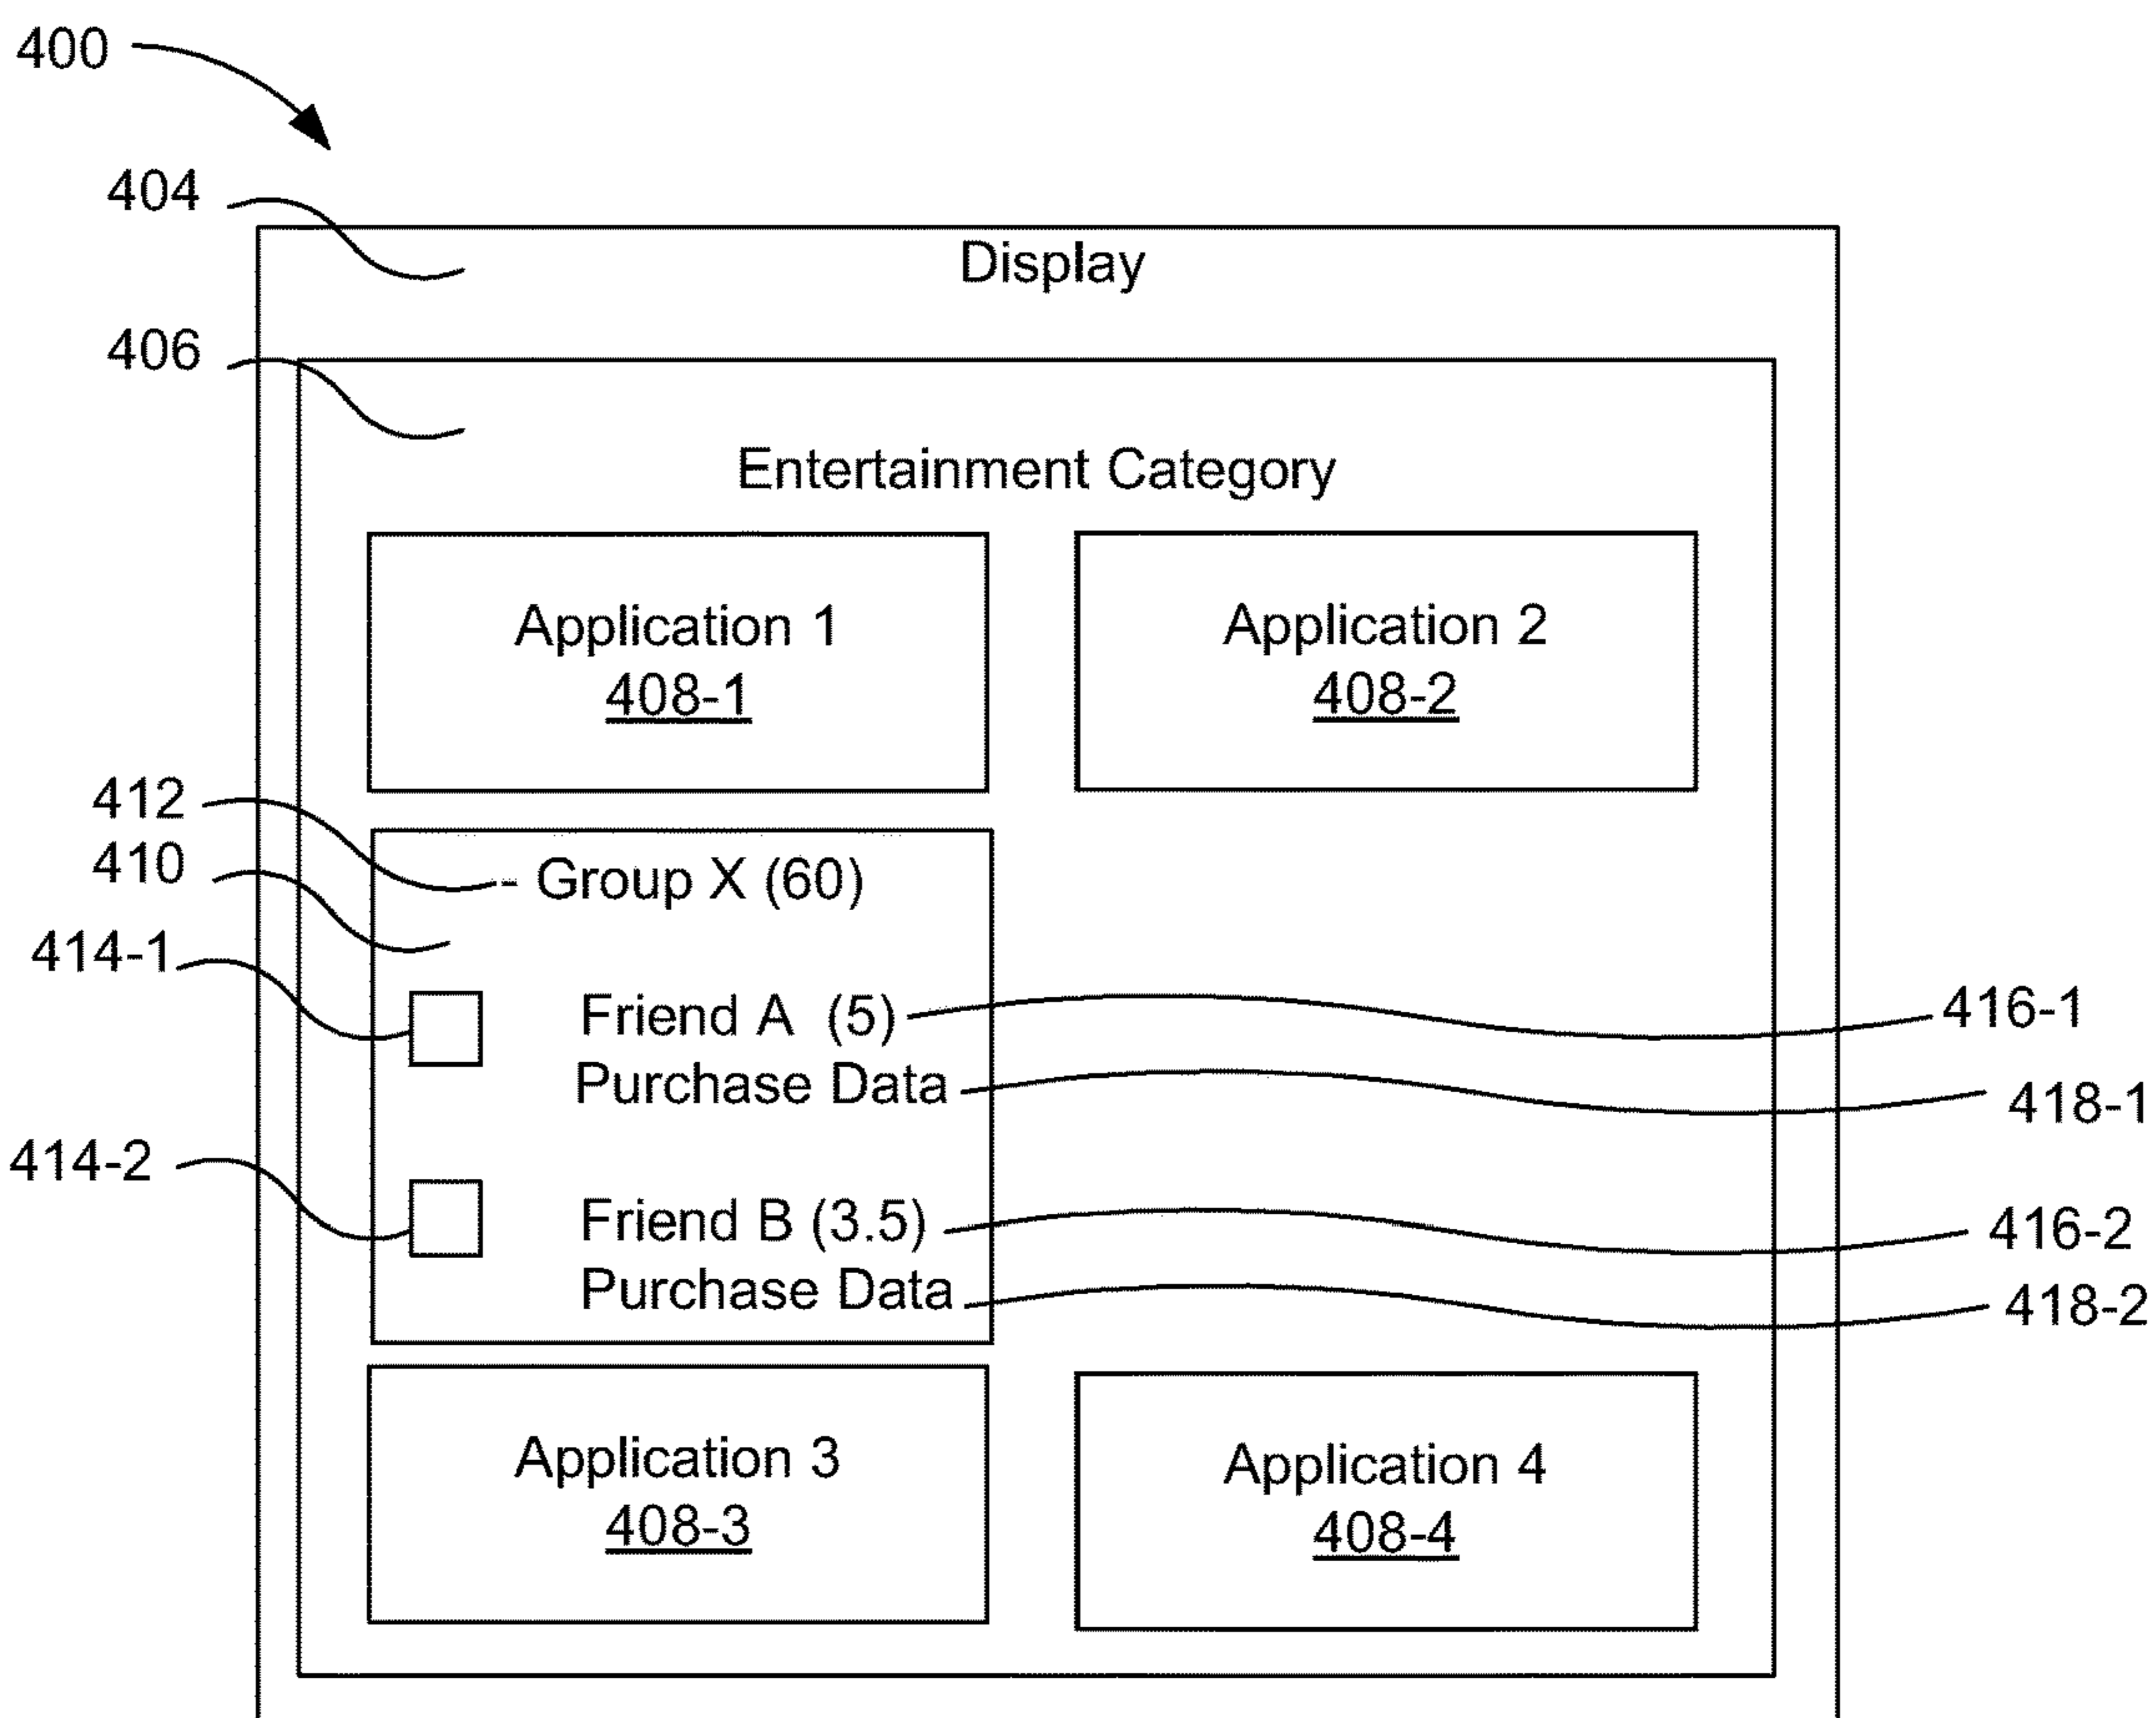 400
404
Display
406
Entertainment Category
Application 1
408-1
Application 2
408-2
412
- Group X (60)
410
414-1
Friend A (5)
416-1
Purchase Data
418-1
414-2
Friend B (3.5)
416-2
Purchase Data
418-2
Application 3
408-3
Application 4
408-4